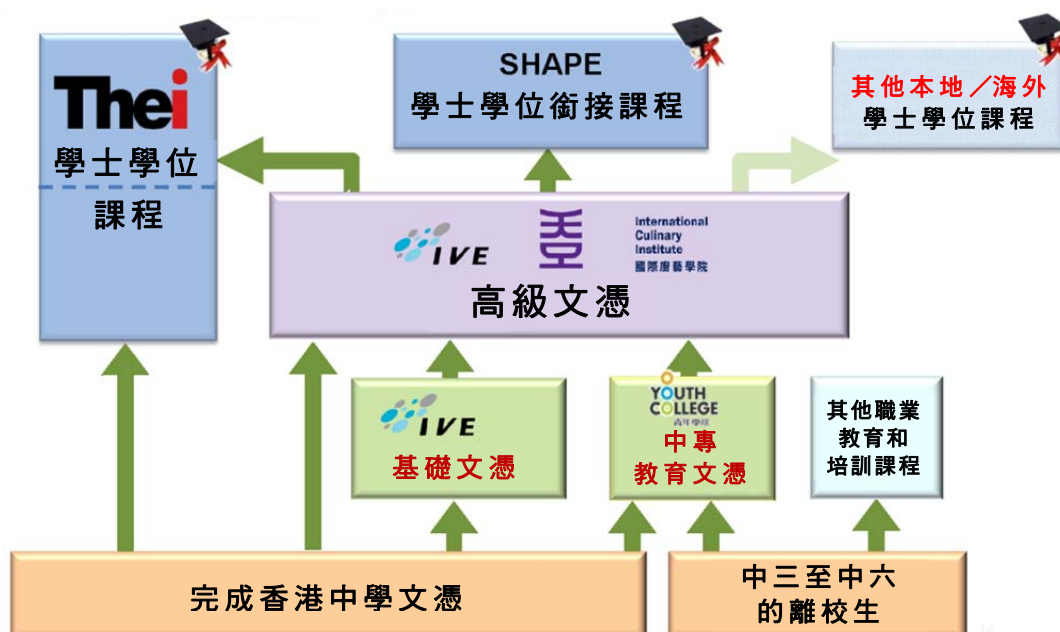 Thei
學士學位
課程
SHAPE
學士學位銜接課程
其他本地／海外
學士學位課程
IVE
International
Culinary
Institute
國際廚藝學院
高級文憑
IVE
基礎文憑
YOUTH
COLLEGE
青年學院
中專
教育文憑
其他職業
教育和
培訓課程
完成香港中學文憑
中三至中六
的離校生